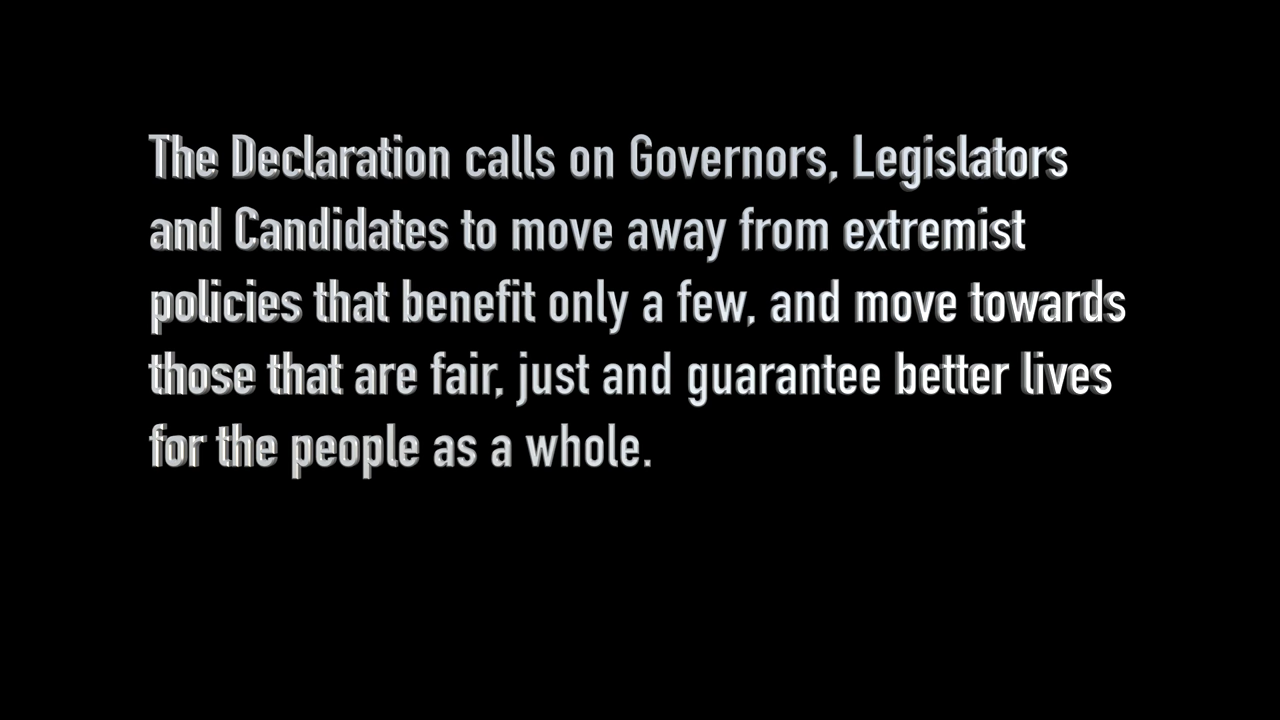 The Declaration calls on Governors, Legislators
and Candidates to move away from extremist
policies that benefit only a few, and move towards
those that are fair, just and guarantee better lives
for the people as a whole.